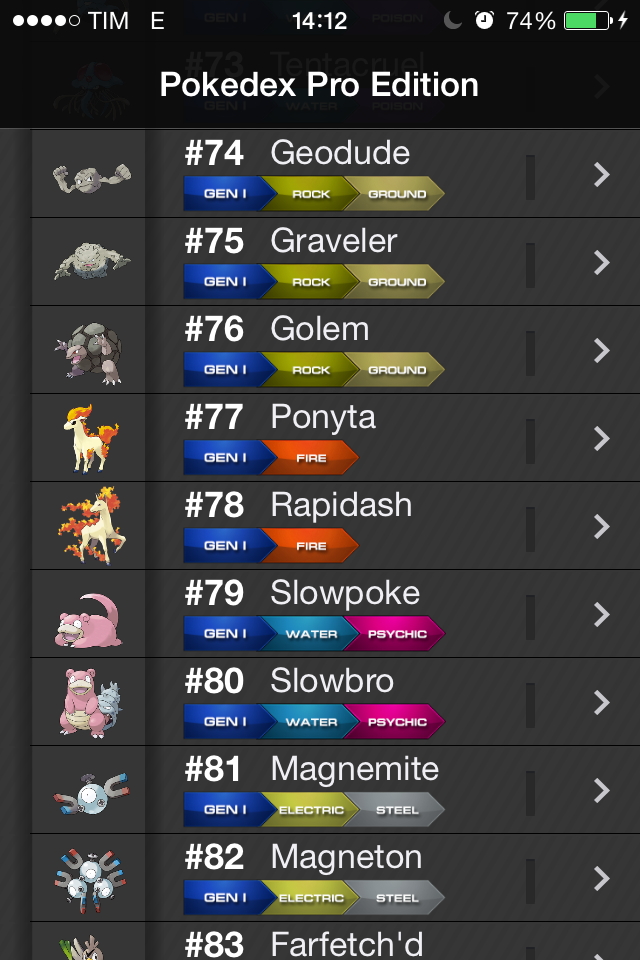 TIM E 14:12 74%
#73 Tentacruel
Pokedex Pro Edition
GEN I WATER POISON
#74 Geodude
GEN I ROCK GROUND
#75 Graveler
GEN I ROCK GROUND
#76 Golem
GEN I ROCK GROUND
#77 Ponyta
GEN I FIRE
#78 Rapidash
GEN I FIRE
#79 Slowpoke
GEN I WATER PSYCHIC
#80 Slowbro
GEN I WATER PSYCHIC
#81 Magnemite
GEN I ELECTRIC STEEL
#82 Magneton
GEN I ELECTRIC STEEL
#83 Farfetch'd